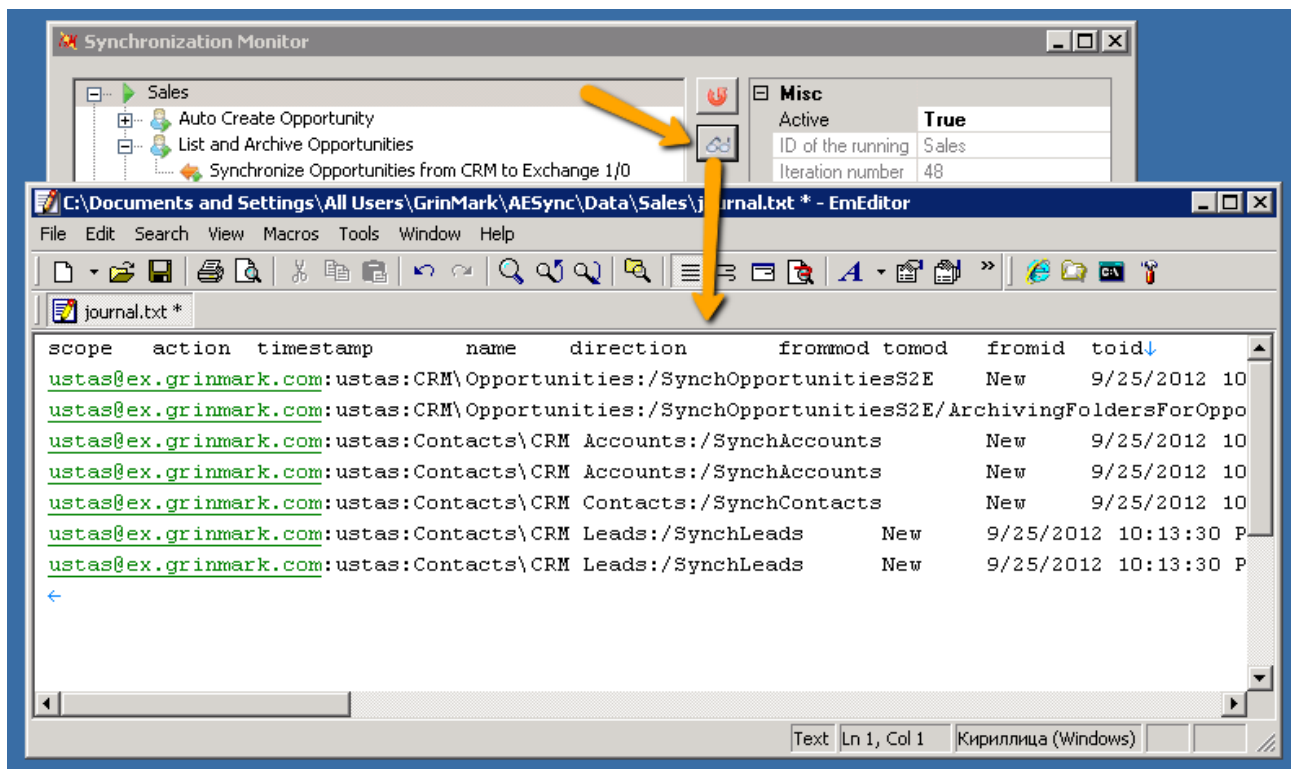 Synchronization Monitor
Sales
Auto Create Opportunity
List and Archive Opportunities
Synchronize Opportunities from CRM to Exchange 1/0
Misc
Active True
ID of the running Sales
Iteration number 48
C:\Documents and Settings\All Users\GrinMark\AESync\Data\Sales\journal.txt * - EmEditor
File Edit Search View Macros Tools Window Help
journal.txt *
scope action timestamp name direction frommod tomod fromid toid↓
ustas@ex.grinmark.com:ustas:CRM\Opportunities:/SynchOpportunitiesS2E New 9/25/2012 10
ustas@ex.grinmark.com:ustas:CRM\Opportunities:/SynchOpportunitiesS2E/ArchivingFoldersForOppo
ustas@ex.grinmark.com:ustas:Contacts\CRM Accounts:/SynchAccounts New 9/25/2012 10
ustas@ex.grinmark.com:ustas:Contacts\CRM Accounts:/SynchAccounts New 9/25/2012 10
ustas@ex.grinmark.com:ustas:Contacts\CRM Contacts:/SynchContacts New 9/25/2012 10
ustas@ex.grinmark.com:ustas:Contacts\CRM Leads:/SynchLeads New 9/25/2012 10:13:30 P
ustas@ex.grinmark.com:ustas:Contacts\CRM Leads:/SynchLeads New 9/25/2012 10:13:30 P
←
Text Ln 1, Col 1 Кириллица (Windows)